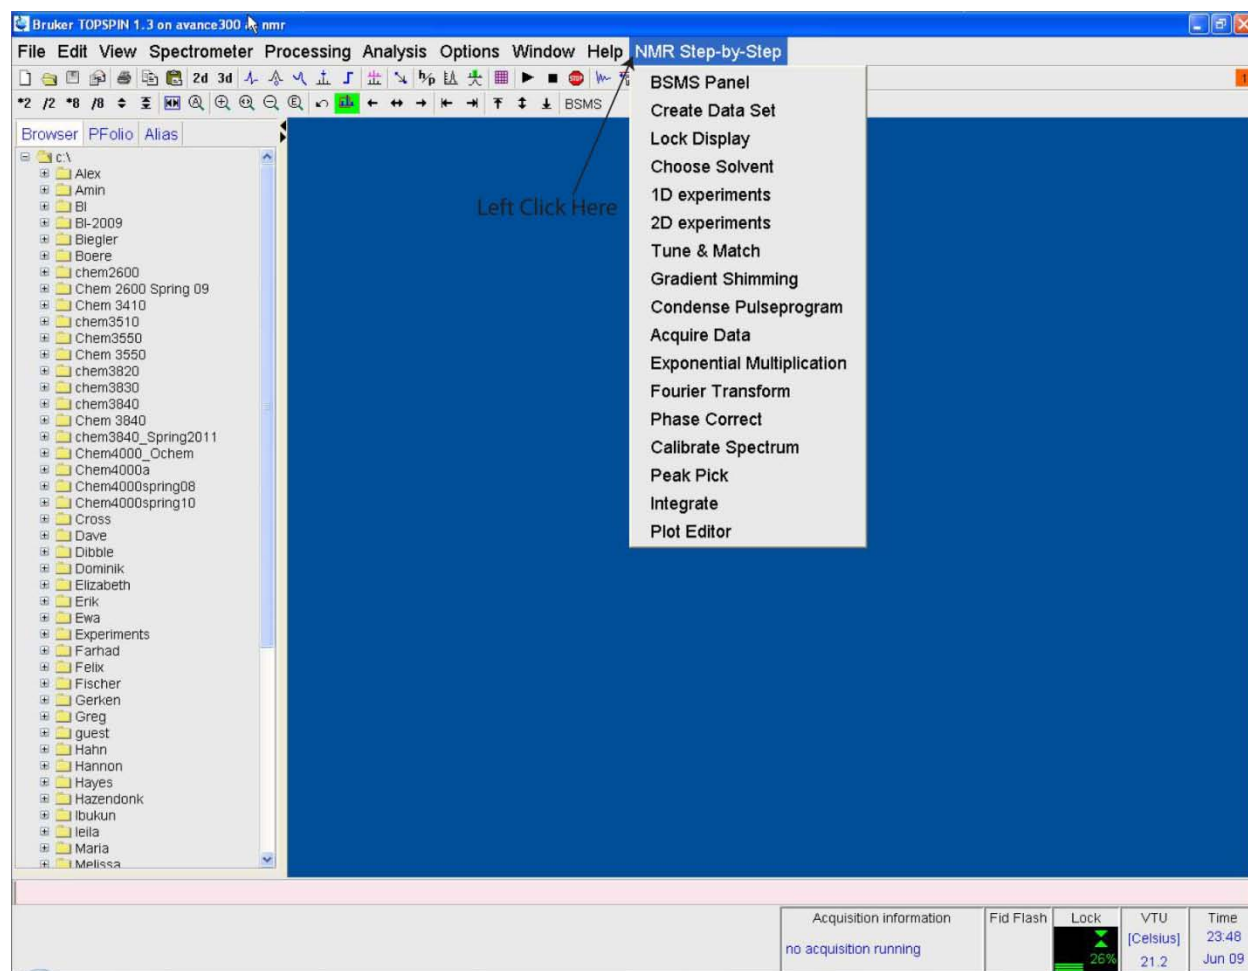 Bruker TOPSPIN 1.3 on avance300 as nmr
File Edit View Spectrometer Processing Analysis Options Window Help NMR Step-by-Step
2d 3d
*2 /2 *8 /8 BSMS
1
Browser PFolio Alias
c:\
Alex
Amin
BI
BI-2009
Biegler
Boere
chem2600
Chem 2600 Spring 09
Chem 3410
chem3510
Chem3550
Chem 3550
chem3820
chem3830
chem3840
Chem 3840
chem3840_Spring2011
Chem4000_Ochem
Chem4000a
Chem4000spring08
Chem4000spring10
Cross
Dave
Dibble
Dominik
Elizabeth
Erik
Ewa
Experiments
Farhad
Felix
Fischer
Gerken
Greg
guest
Hahn
Hannon
Hayes
Hazendonk
Ibukun
leila
Maria
Melissa
Left Click Here
BSMS Panel
Create Data Set
Lock Display
Choose Solvent
1D experiments
2D experiments
Tune & Match
Gradient Shimming
Condense Pulseprogram
Acquire Data
Exponential Multiplication
Fourier Transform
Phase Correct
Calibrate Spectrum
Peak Pick
Integrate
Plot Editor
Acquisition information
no acquisition running
Fid Flash
Lock
26%
VTU
[Celsius]
21.2
Time
23:48
Jun 09